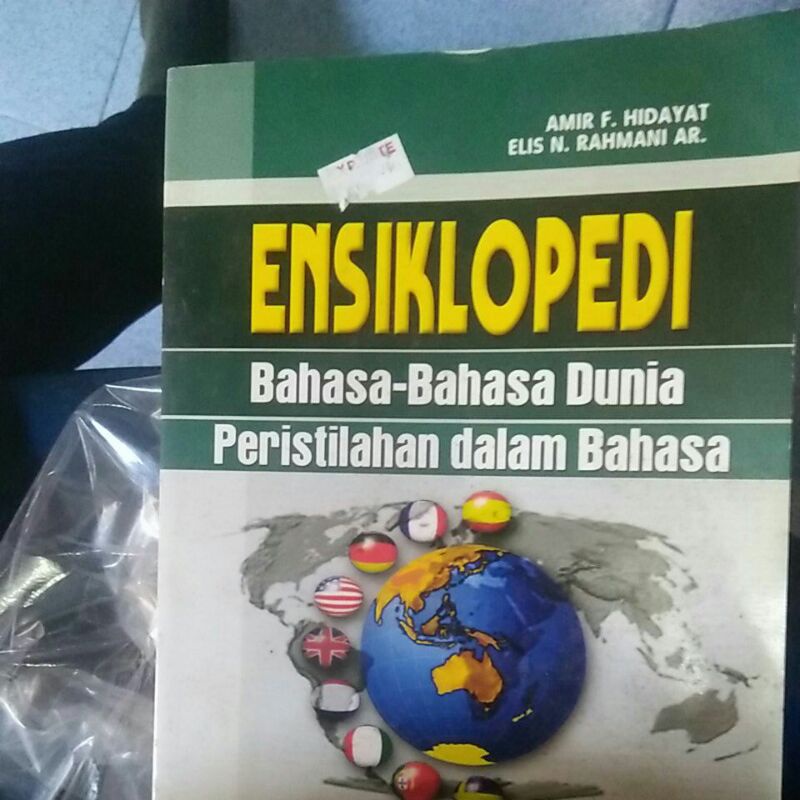 AMIR F. HIDAYAT
ELIS N. RAHMANI AR.
ENSIKLOPEDI
Bahasa-Bahasa Dunia
Peristilahan dalam Bahasa